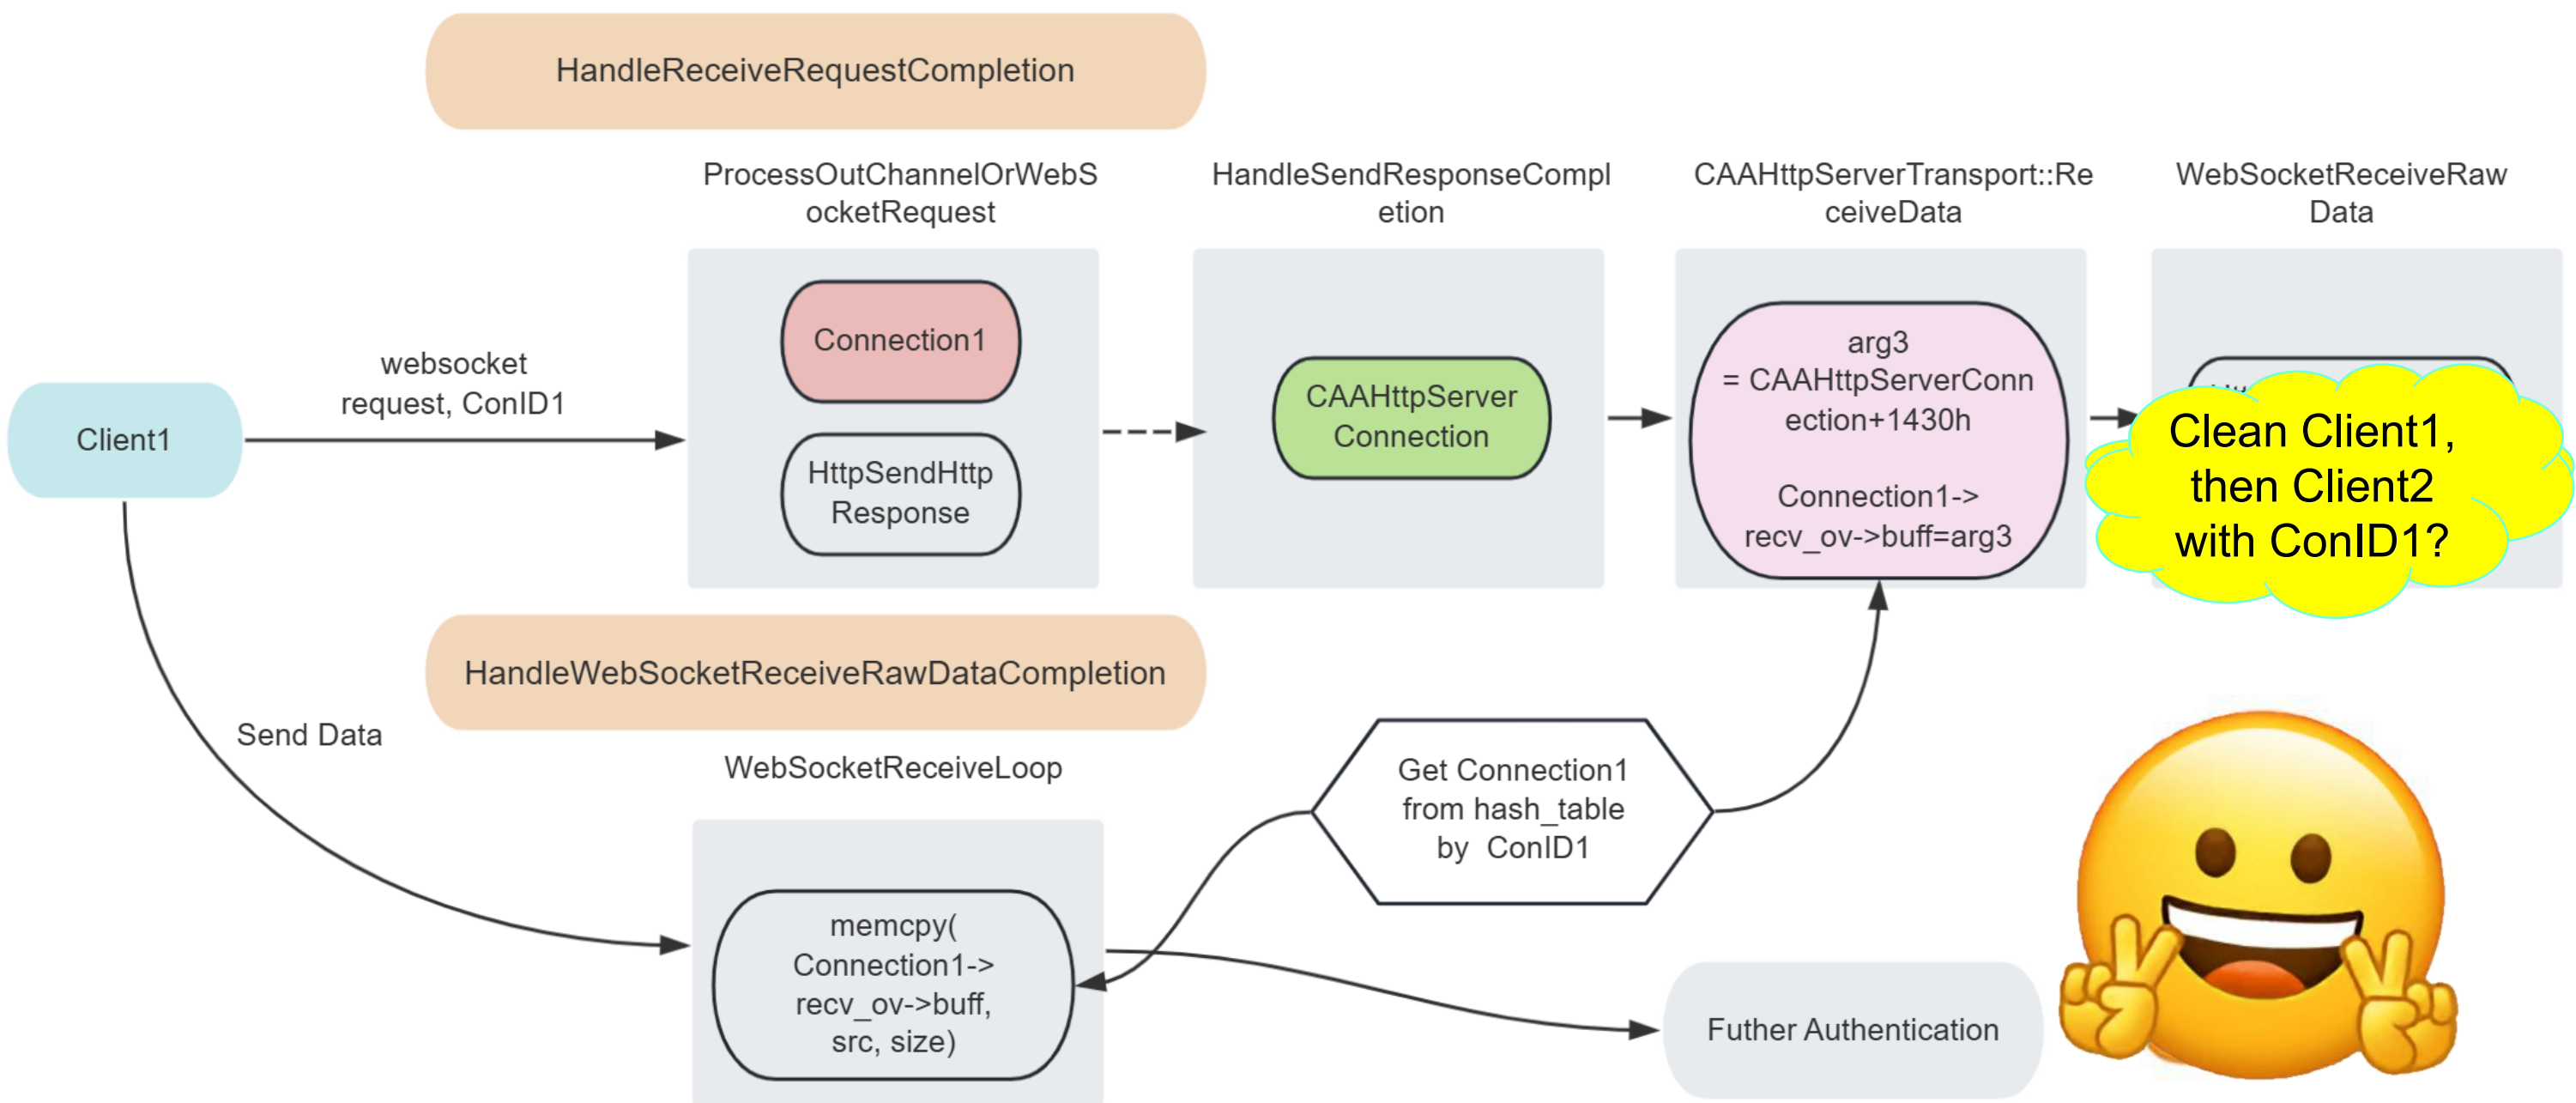 HandleReceiveRequestCompletion
ProcessOutChannelOrWebS
ocketRequest
HandleSendResponseCompl
etion
CAAHttpServerTransport::Re
ceiveData
WebSocketReceiveRaw
Data
Client1
websocket
request, ConID1
Connection1
HttpSendHttp
Response
CAAHttpServer
Connection
arg3
= CAAHttpServerConn
ection+1430h
Connection1->
recv_ov->buff=arg3
Clean Client1,
then Client2
with ConID1?
HandleWebSocketReceiveRawDataCompletion
Send Data
WebSocketReceiveLoop
memcpy(
Connection1->
recv_ov->buff,
src, size)
Get Connection1
from hash_table
by ConID1
Futher Authentication